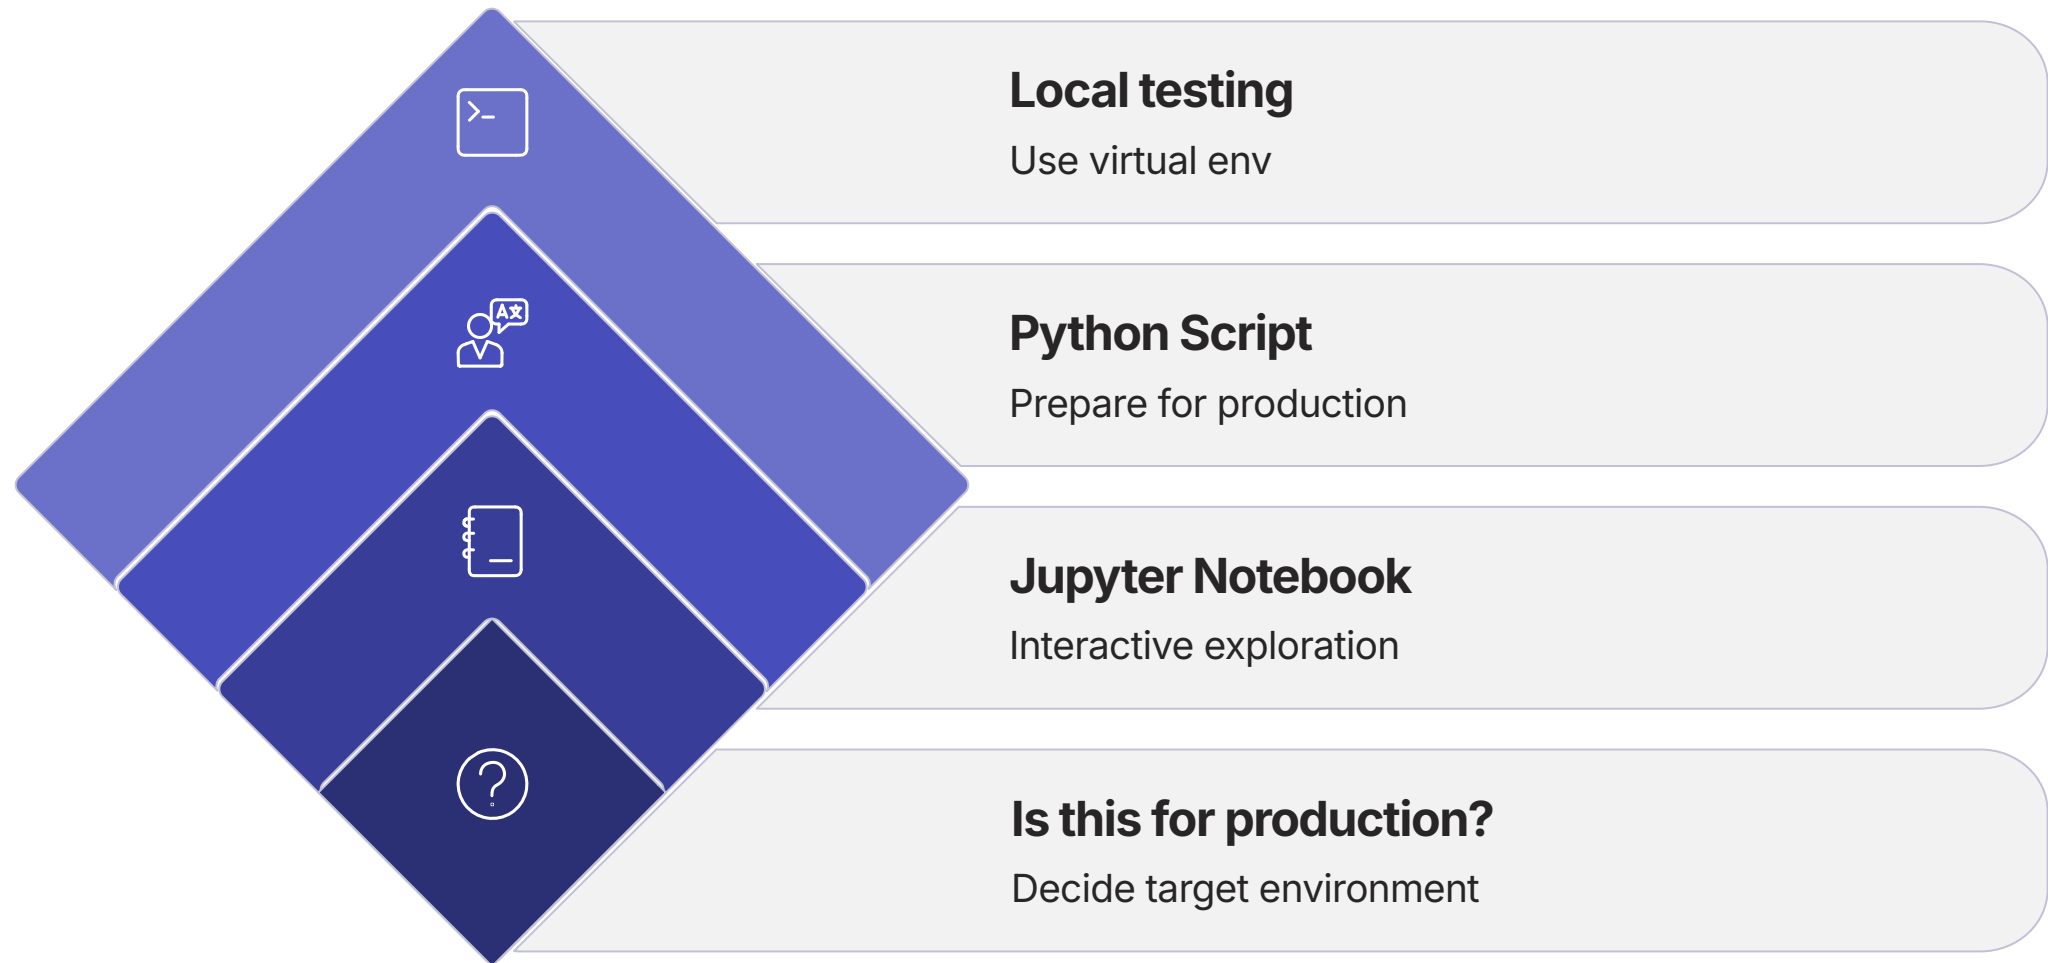 Local testing
Use virtual env
Python Script
Prepare for production
Jupyter Notebook
Interactive exploration
Is this for production?
Decide target environment